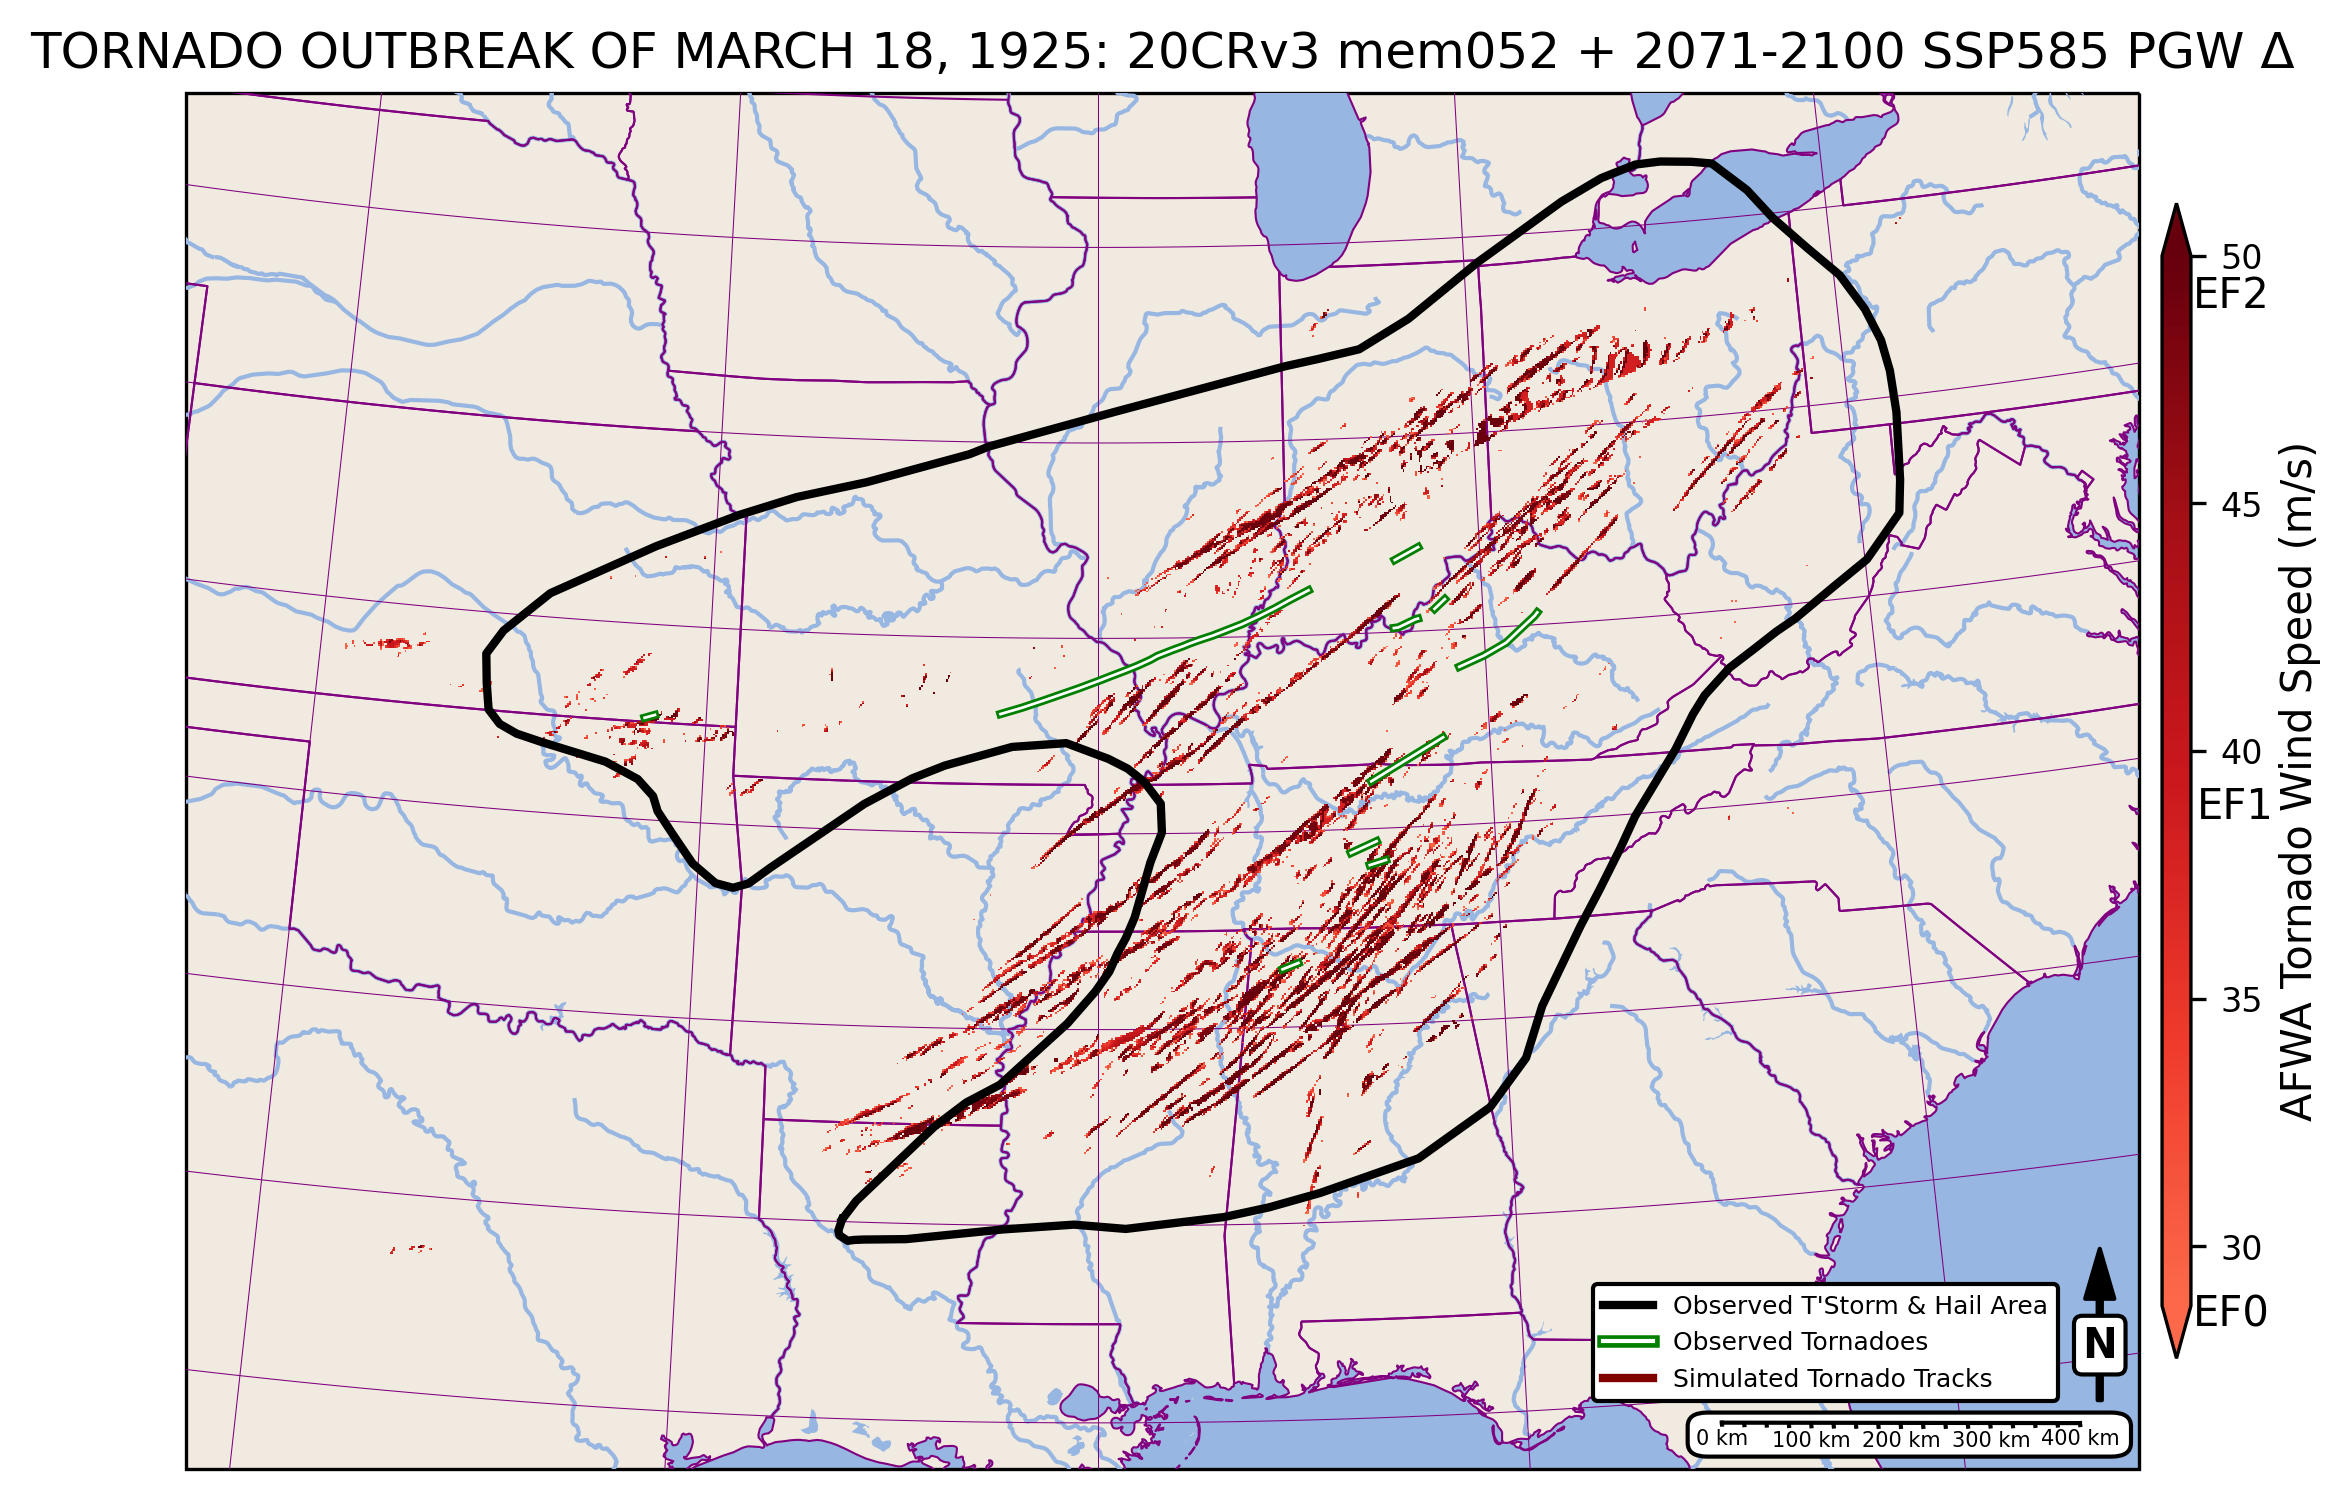 TORNADO OUTBREAK OF MARCH 18, 1925: 20CRv3 mem052 + 2071-2100 SSP585 PGW Δ
50
EF2
45
40
EF1
35
30
EF0
AFWA Tornado Wind Speed (m/s)
Observed T'Storm & Hail Area
Observed Tornadoes
Simulated Tornado Tracks
N
0 km 100 km 200 km 300 km 400 km